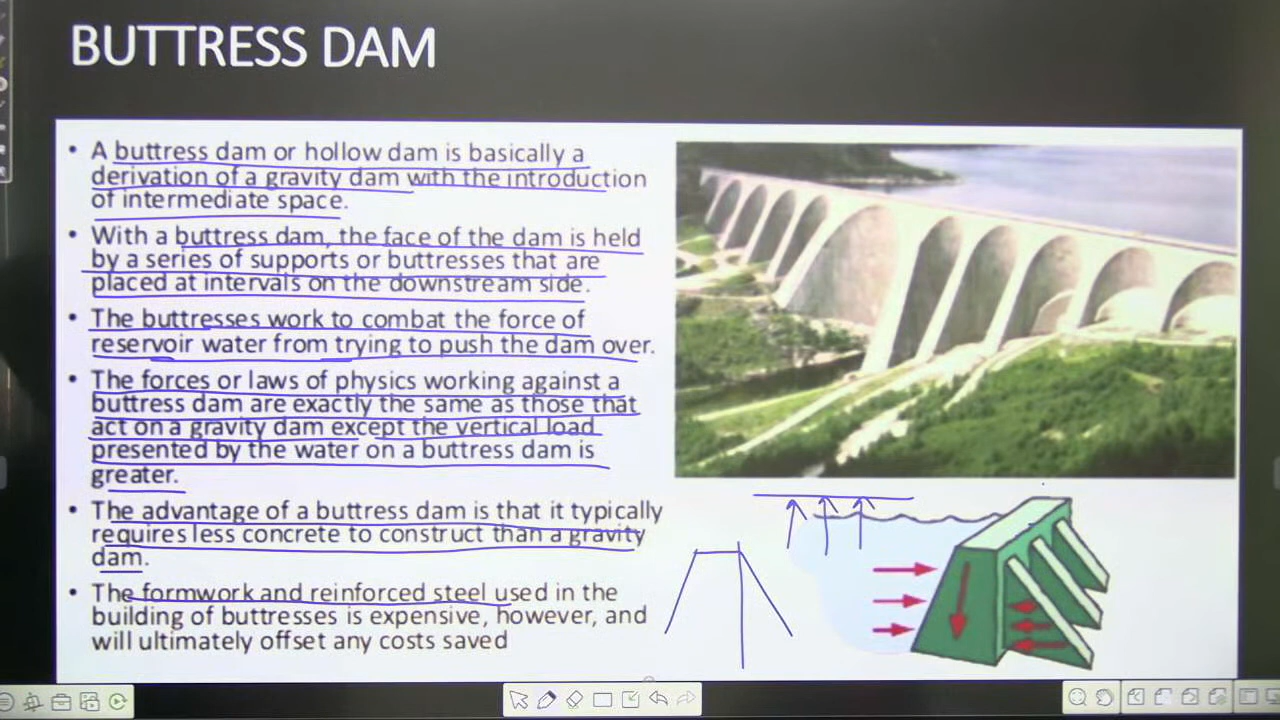 BUTTRESS DAM
• A buttress dam or hollow dam is basically a
derivation of a gravity dam with the introduction
of intermediate space.
• With a buttress dam, the face of the dam is held
by a series of supports or buttresses that are
placed at intervals on the downstream side.
• The buttresses work to combat the force of
reservoir water from trying to push the dam over.
• The forces or laws of physics working against a
buttress dam are exactly the same as those that
act on a gravity dam except the vertical load
presented by the water on a buttress dam is
greater.
• The advantage of a buttress dam is that it typically
requires less concrete to construct than a gravity
dam.
• The formwork and reinforced steel used in the
building of buttresses is expensive, however, and
will ultimately offset any costs saved